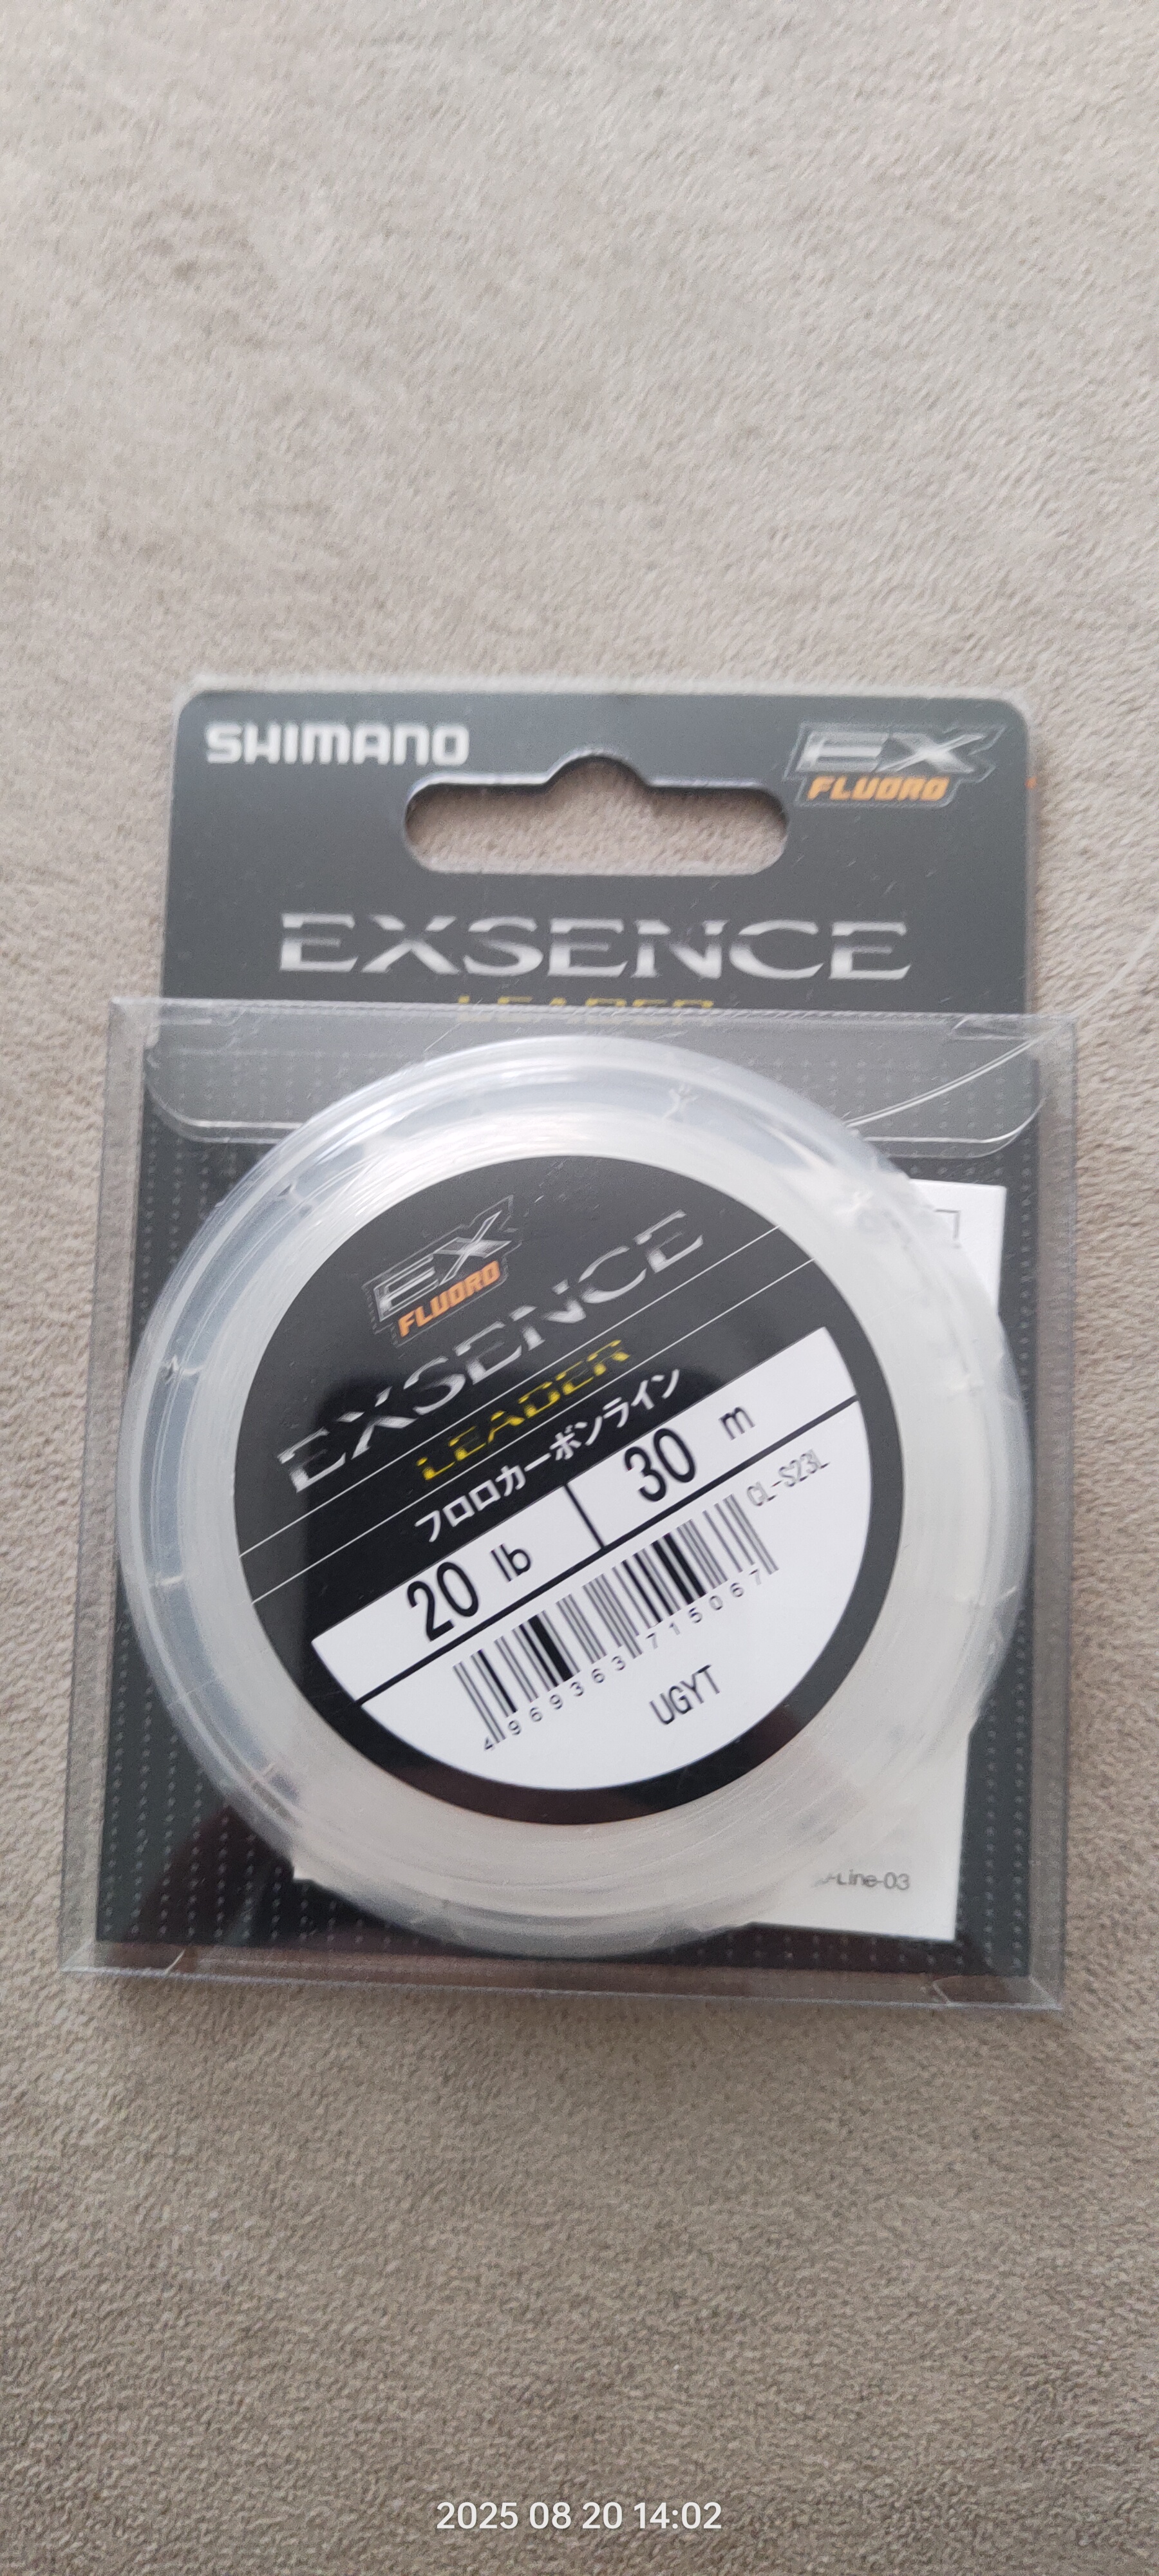 SHIMANO
EX
FLUORO
EXSENCE
LEADER
EX
FLUORO
EXSENCE
LEADER
フロロカーボンライン
20 lb
30 m
CL-S23L
4969363715067
UGYT
-Line-03
2025 08 20 14:02